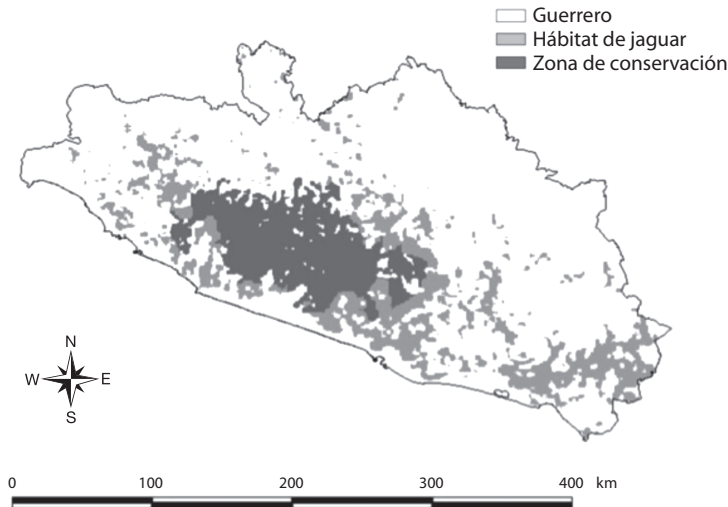 Guerrero
Hábitat de jaguar
Zona de conservación
N
W E
S
0 100 200 300 400 km